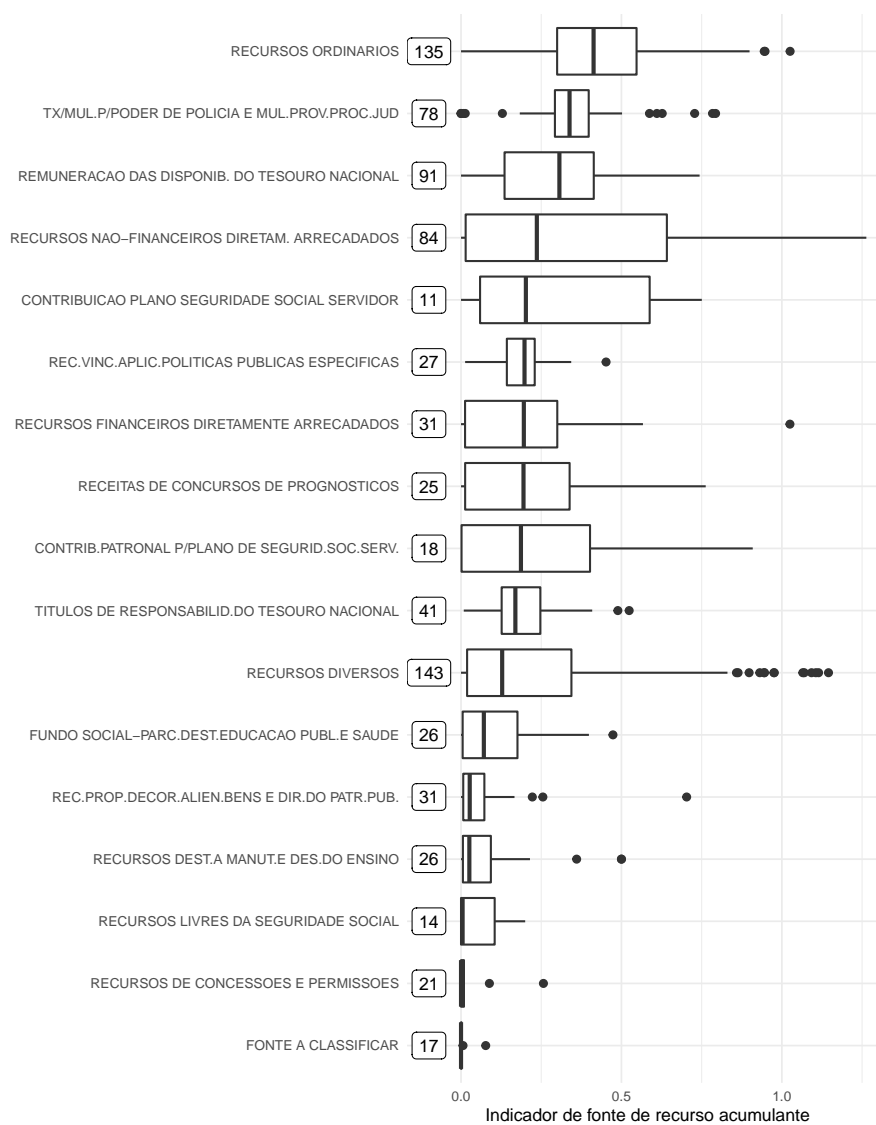 RECURSOS ORDINARIOS 135
TX/MUL.P/PODER DE POLICIA E MUL.PROV.PROC.JUD 78
REMUNERACAO DAS DISPONIB. DO TESOURO NACIONAL 91
RECURSOS NAO−FINANCEIROS DIRETAM. ARRECADADOS 84
CONTRIBUICAO PLANO SEGURIDADE SOCIAL SERVIDOR 11
REC.VINC.APLIC.POLITICAS PUBLICAS ESPECIFICAS 27
RECURSOS FINANCEIROS DIRETAMENTE ARRECADADOS 31
RECEITAS DE CONCURSOS DE PROGNOSTICOS 25
CONTRIB.PATRONAL P/PLANO DE SEGURID.SOC.SERV. 18
TITULOS DE RESPONSABILID.DO TESOURO NACIONAL 41
RECURSOS DIVERSOS 143
FUNDO SOCIAL−PARC.DEST.EDUCACAO PUBL.E SAUDE 26
REC.PROP.DECOR.ALIEN.BENS E DIR.DO PATR.PUB. 31
RECURSOS DEST.A MANUT.E DES.DO ENSINO 26
RECURSOS LIVRES DA SEGURIDADE SOCIAL 14
RECURSOS DE CONCESSOES E PERMISSOES 21
FONTE A CLASSIFICAR 17
0.0 0.5 1.0
Indicador de fonte de recurso acumulante